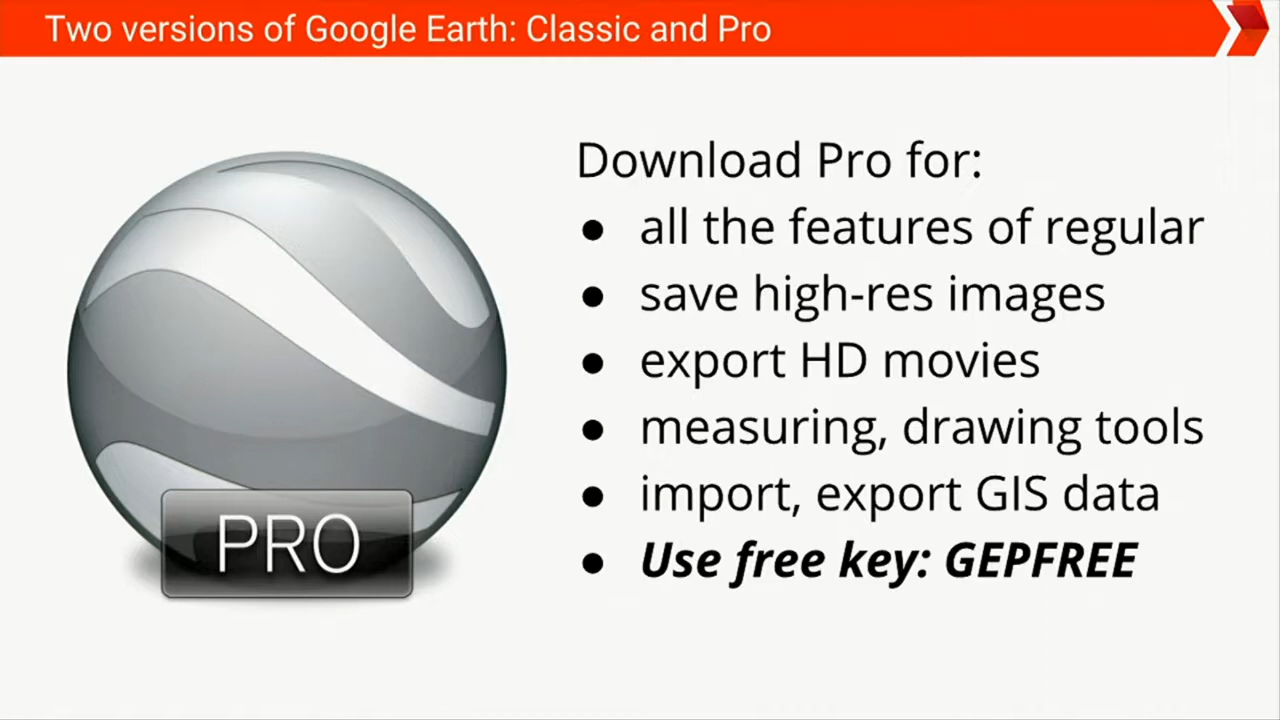 Two versions of Google Earth: Classic and Pro
Download Pro for:
● all the features of regular
● save high-res images
● export HD movies
● measuring, drawing tools
● import, export GIS data
● Use free key: GEPFREE
PRO